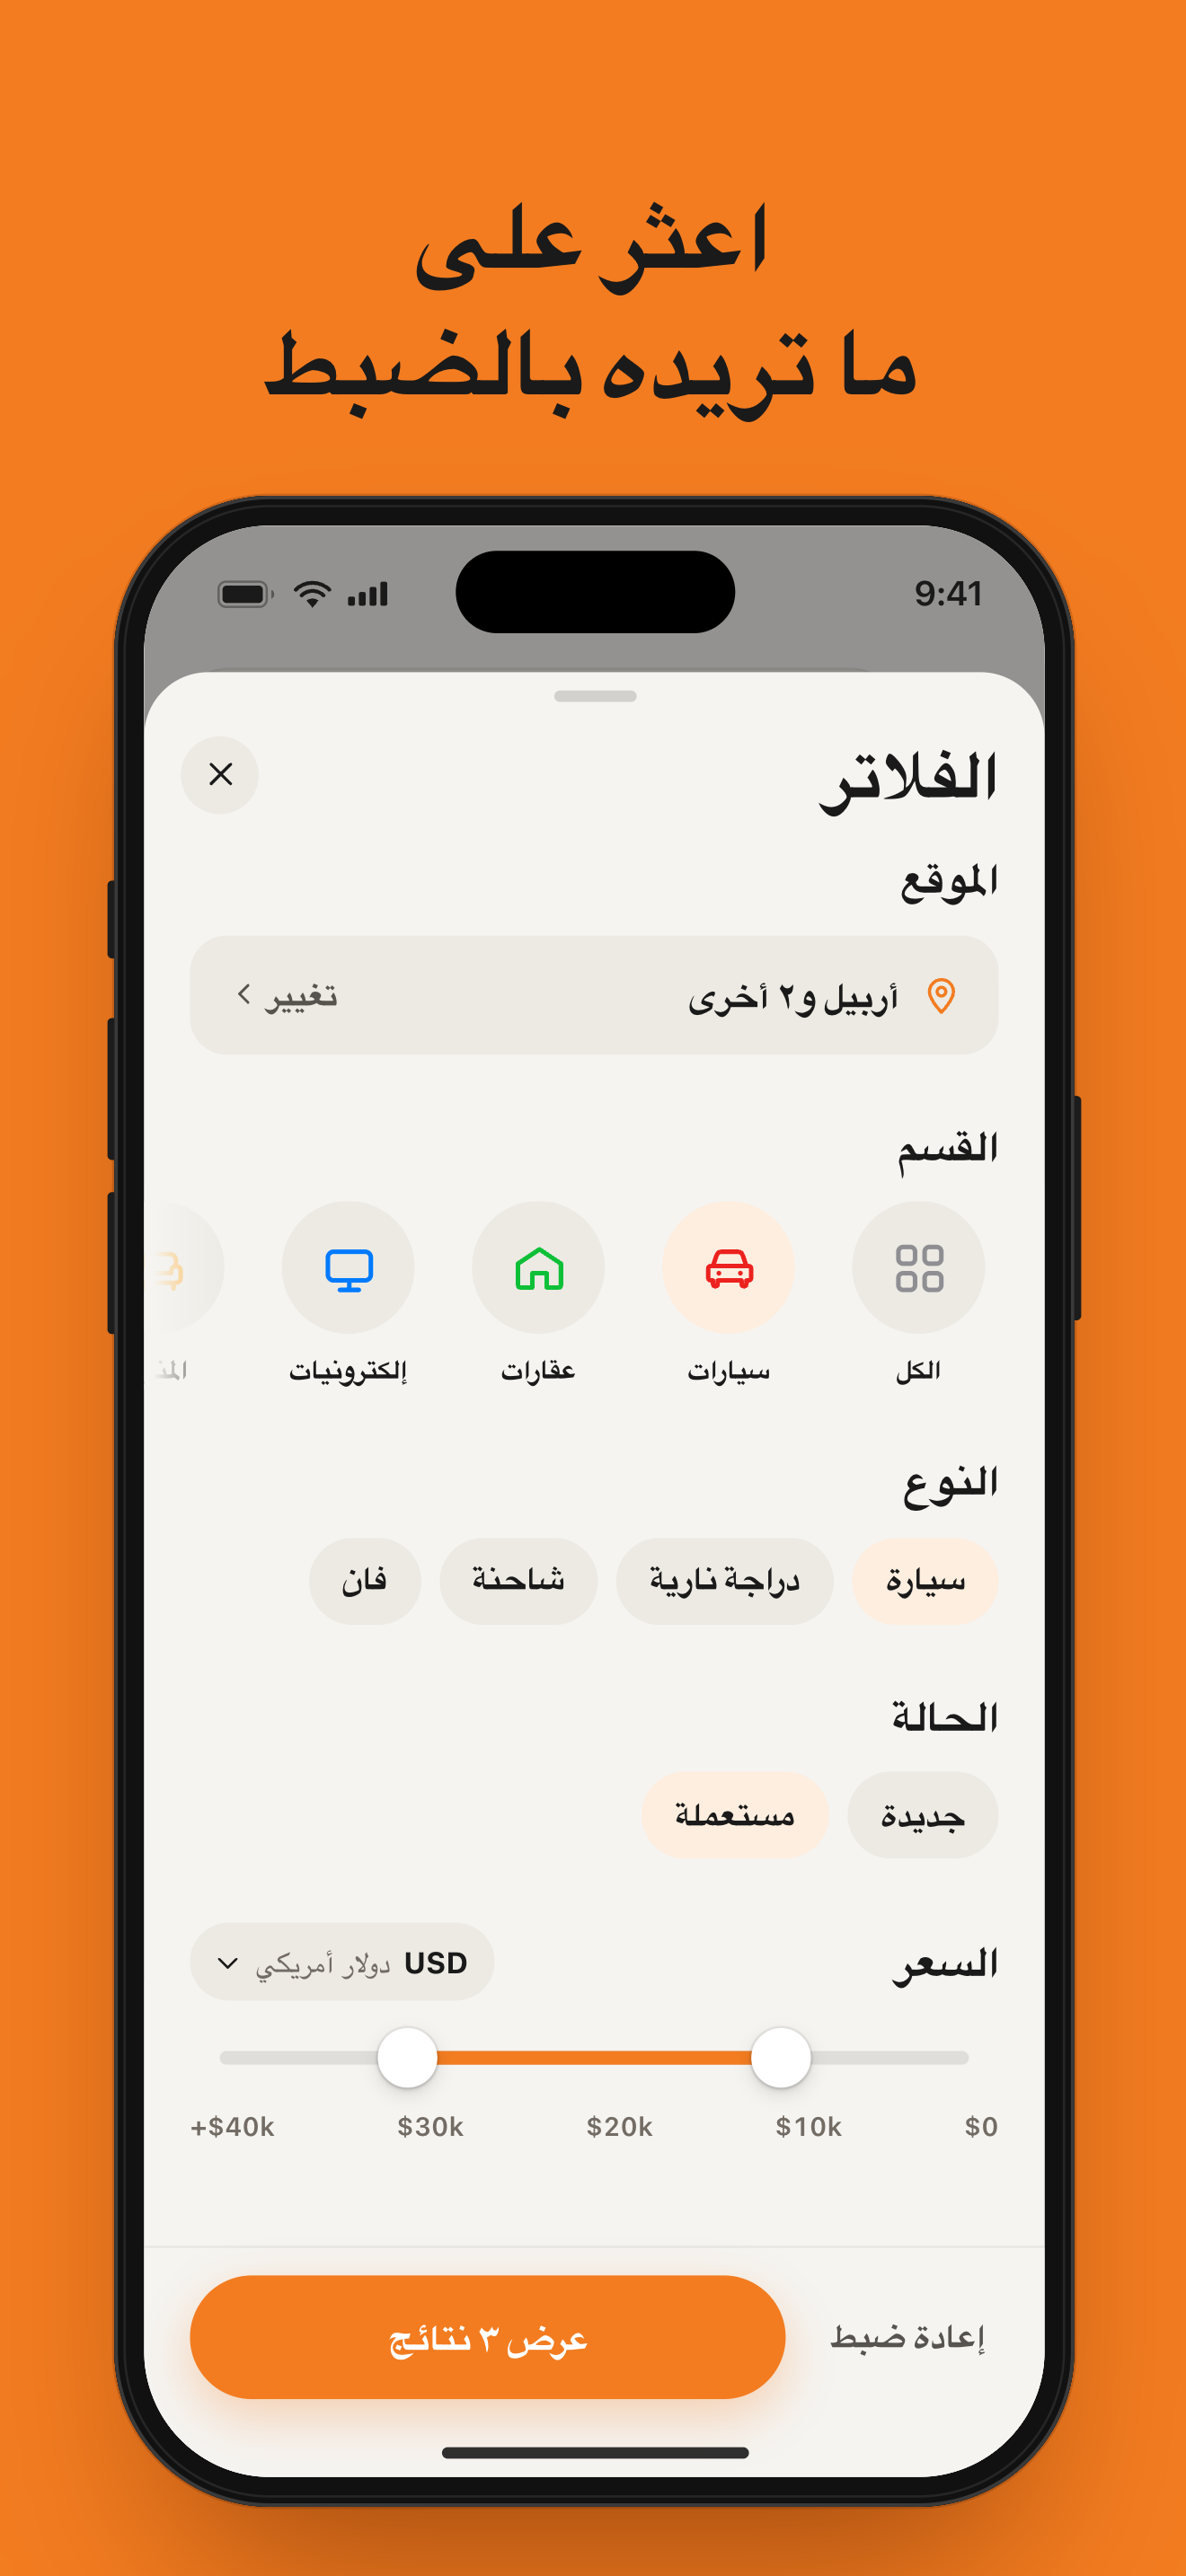 اعثر على
ما تريده بالضبط
9:41
الفلاتر
الموقع
أربيل و٢ أخرى تغيير
القسم
الكل سيارات عقارات إلكترونيات
النوع
سيارة دراجة نارية شاحنة فان
الحالة
جديدة مستعملة
السعر USD دولار أمريكي
$0 $10k $20k $30k +$40k
إعادة ضبط عرض ٣ نتائج